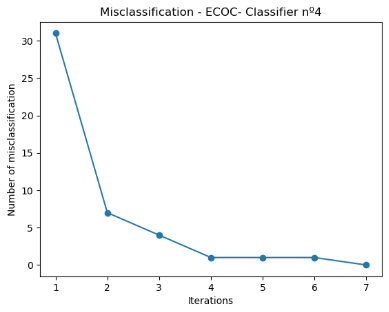 Misclassification - ECOC- Classifier nº4
Number of misclassification
30
25
20
15
10
5
0
1 2 3 4 5 6 7
Iterations